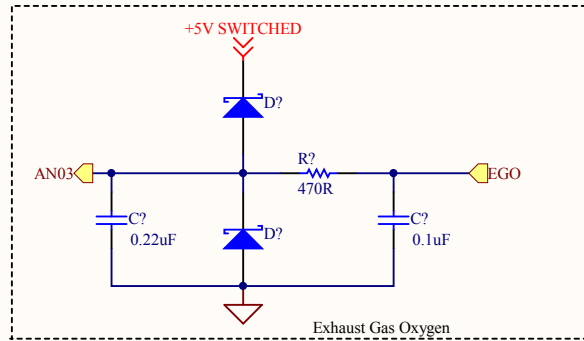 +5V SWITCHED
D?
R?
AN03
EGO
470R
C?
0.22uF
D?
C?
0.1uF
Exhaust Gas Oxygen